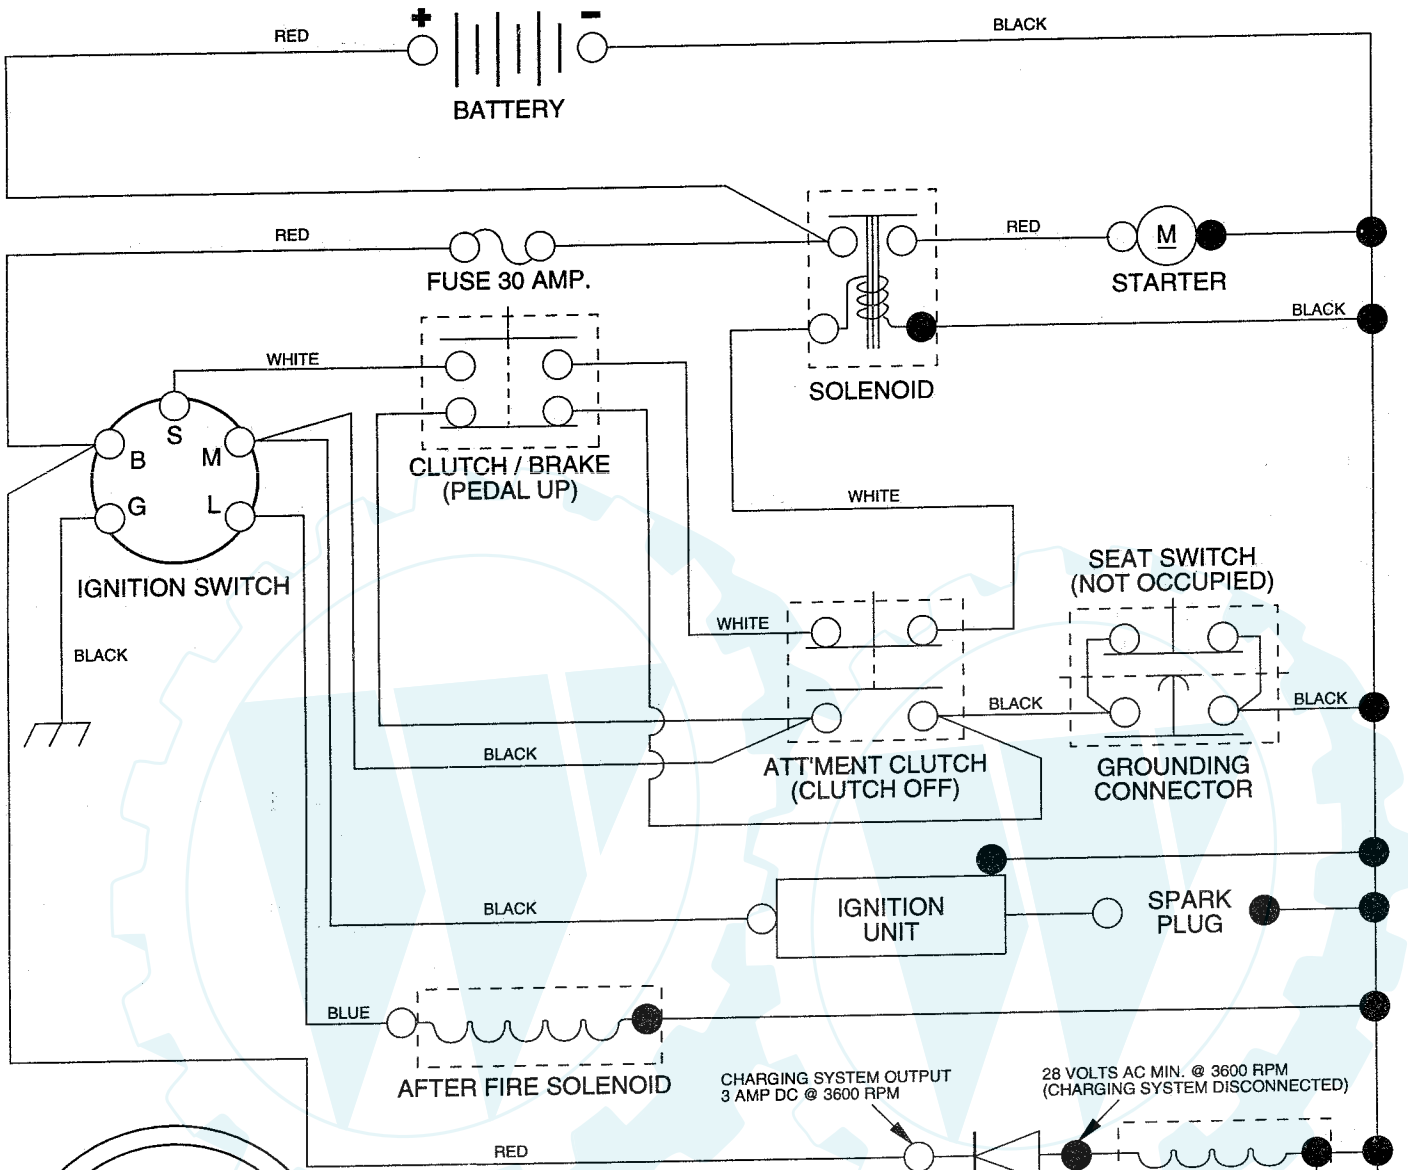 + -
RED
BLACK
BATTERY
RED
RED
M
FUSE 30 AMP.
STARTER
BLACK
WHITE
SOLENOID
S
B
M
G
L
CLUTCH / BRAKE
(PEDAL UP)
WHITE
IGNITION SWITCH
SEAT SWITCH
(NOT OCCUPIED)
WHITE
BLACK
BLACK
BLACK
BLACK
ATT'MENT CLUTCH
(CLUTCH OFF)
GROUNDING
CONNECTOR
BLACK
IGNITION
UNIT
SPARK
PLUG
BLUE
AFTER FIRE SOLENOID
CHARGING SYSTEM OUTPUT
3 AMP DC @ 3600 RPM
28 VOLTS AC MIN. @ 3600 RPM
(CHARGING SYSTEM DISCONNECTED)
RED